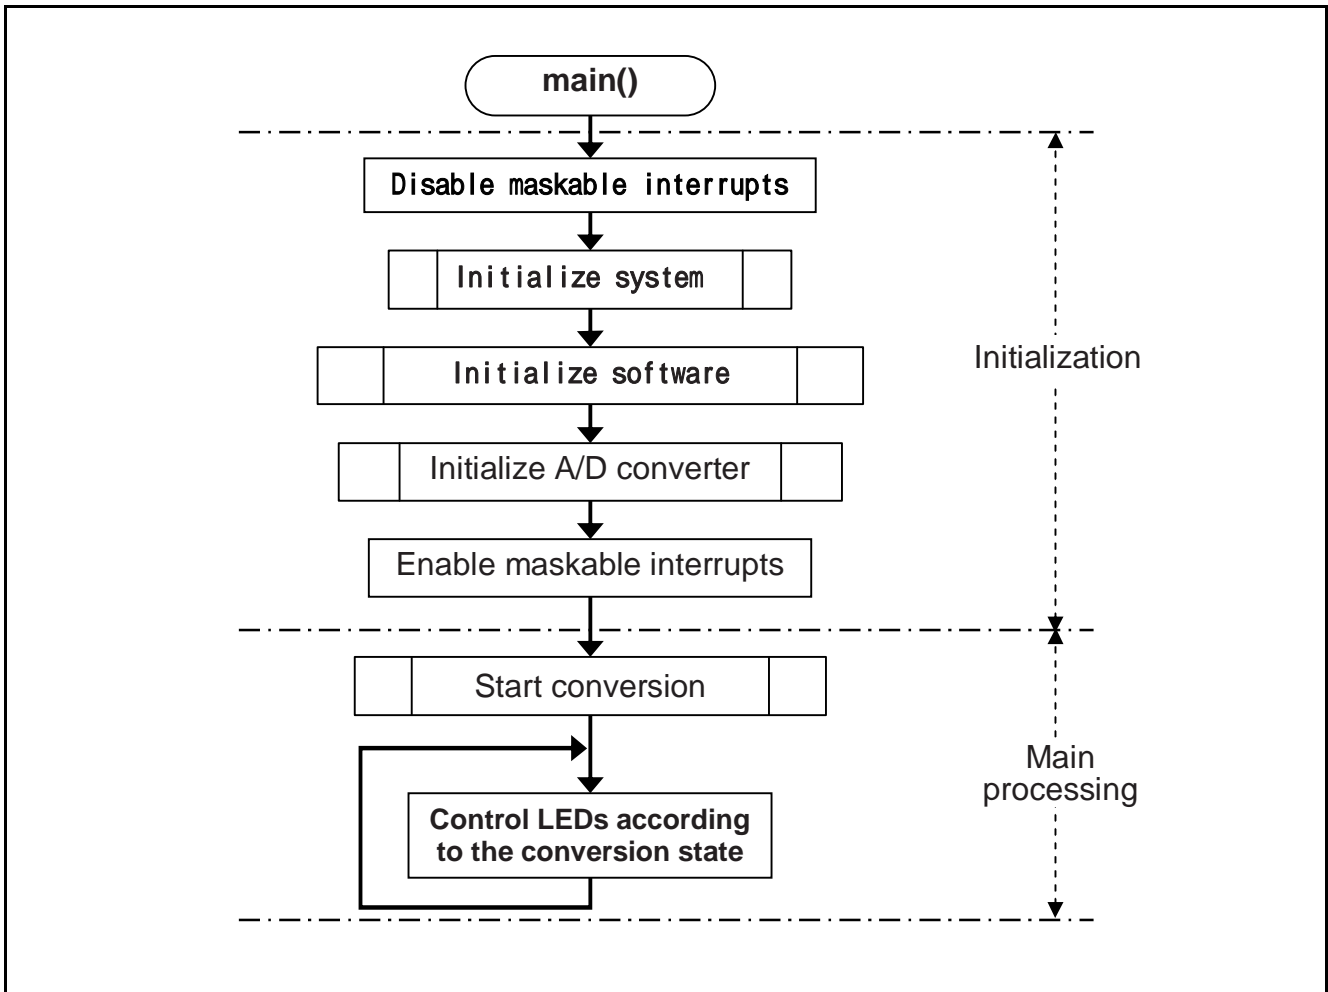 main()
Disable maskable interrupts
Initialize system
Initialize software
Initialization
Initialize A/D converter
Enable maskable interrupts
Start conversion
Main
processing
Control LEDs according
to the conversion state